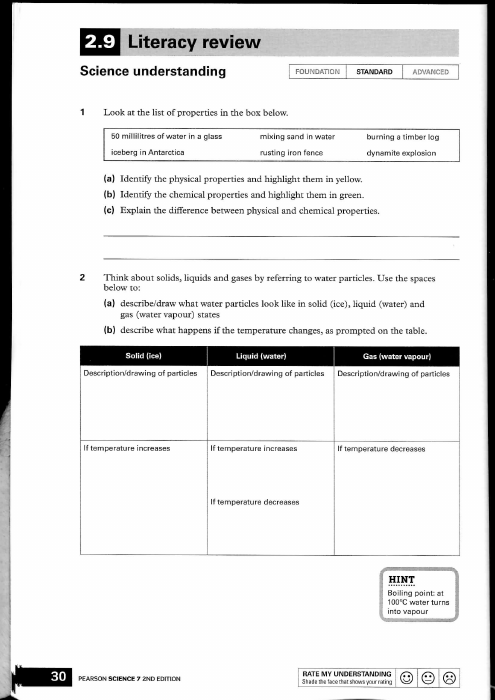 2.9 Literacy review
Science understanding
FOUNDATION STANDARD ADVANCED
1 Look at the list of properties in the box below.
50 millilitres of water in a glass mixing sand in water burning a timber log
iceberg in Antarctica rusting iron fence dynamite explosion
(a) Identify the physical properties and highlight them in yellow.
(b) Identify the chemical properties and highlight them in green.
(c) Explain the difference between physical and chemical properties.
2 Think about solids, liquids and gases by referring to water particles. Use the spaces
below to:
(a) describe/draw what water particles look like in solid (ice), liquid (water) and
gas (water vapour) states
(b) describe what happens if the temperature changes, as prompted on the table.
Solid (ice) Liquid (water) Gas (water vapour)
Description/drawing of particles Description/drawing of particles Description/drawing of particles
If temperature increases If temperature increases If temperature decreases
If temperature decreases
HINT
Boiling point: at
100°C water turns
into vapour
30 PEARSON SCIENCE 7 2ND EDITION
RATE MY UNDERSTANDING
Shade the face that shows your rating